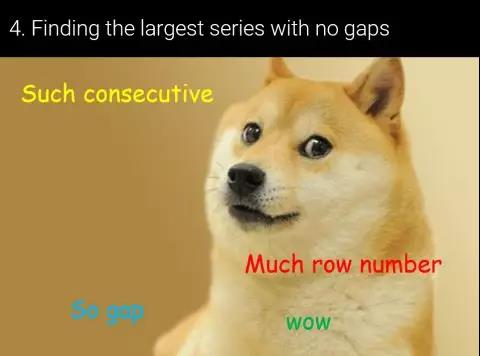 4. Finding the largest series with no gaps
Such consecutive
Much row number
So gap
wow